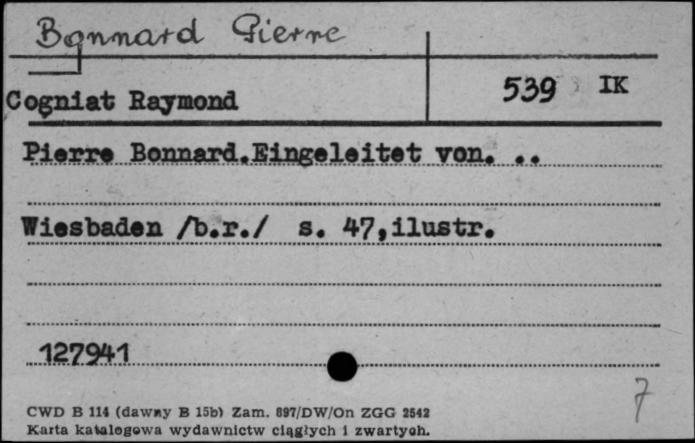 Bonnard Pierre
Cogniat Raymond 539 IK
Pierre Bonnard.Eingeleitet von. ..
Wiesbaden /b.r./ s. 47,ilustr.
127941
7
CWD B 114 (dawny B 15b) Zam. 897/DW/On ZGG 2542
Karta katalogowa wydawnictw ciągłych i zwartych.